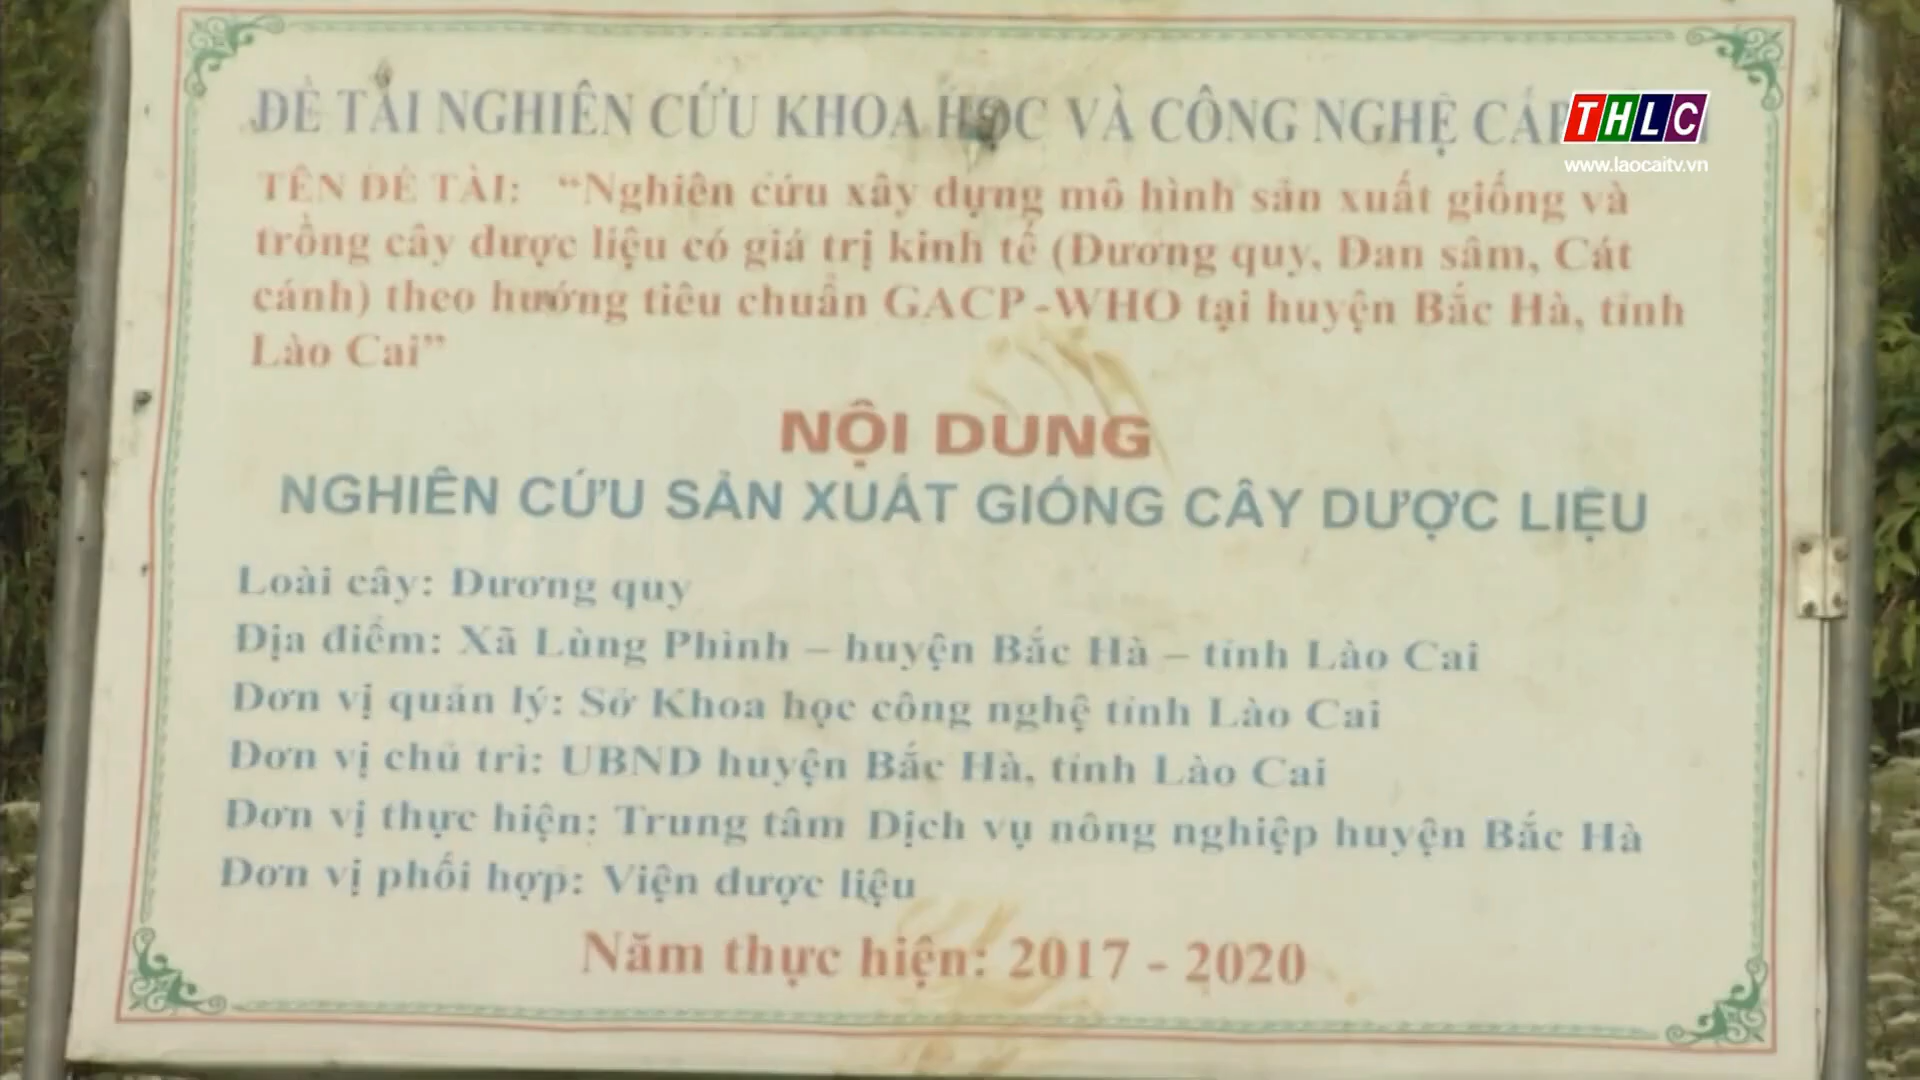 ĐỀ TÀI NGHIÊN CỨU KHOA HỌC VÀ CÔNG NGHỆ CẤP
THLC
www.laocaitv.vn
TÊN ĐỀ TÀI: “Nghiên cứu xây dựng mô hình sản xuất giống và
trồng cây dược liệu có giá trị kinh tế (Đương quy, Đan sâm, Cát
cánh) theo hướng tiêu chuẩn GACP-WHO tại huyện Bắc Hà, tỉnh
Lào Cai”
NỘI DUNG
NGHIÊN CỨU SẢN XUẤT GIỐNG CÂY DƯỢC LIỆU
Loài cây: Đương quy
Địa điểm: Xã Lùng Phình – huyện Bắc Hà – tỉnh Lào Cai
Đơn vị quản lý: Sở Khoa học công nghệ tỉnh Lào Cai
Đơn vị chủ trì: UBND huyện Bắc Hà, tỉnh Lào Cai
Đơn vị thực hiện: Trung tâm Dịch vụ nông nghiệp huyện Bắc Hà
Đơn vị phối hợp: Viện dược liệu
Năm thực hiện: 2017 - 2020